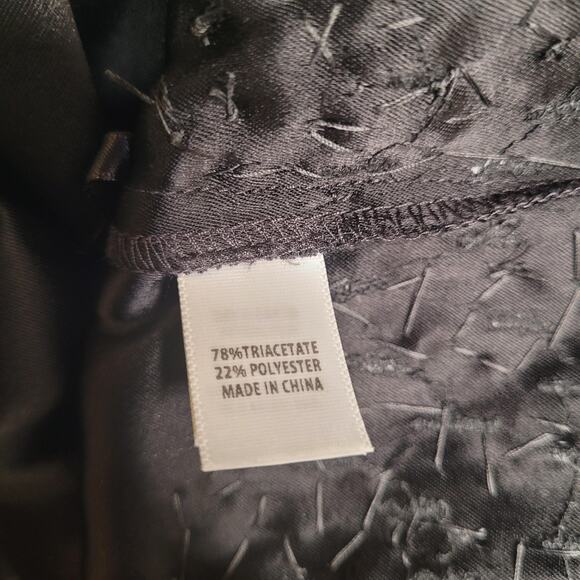 78%TRIACETATE
22% POLYESTER
MADE IN CHINA